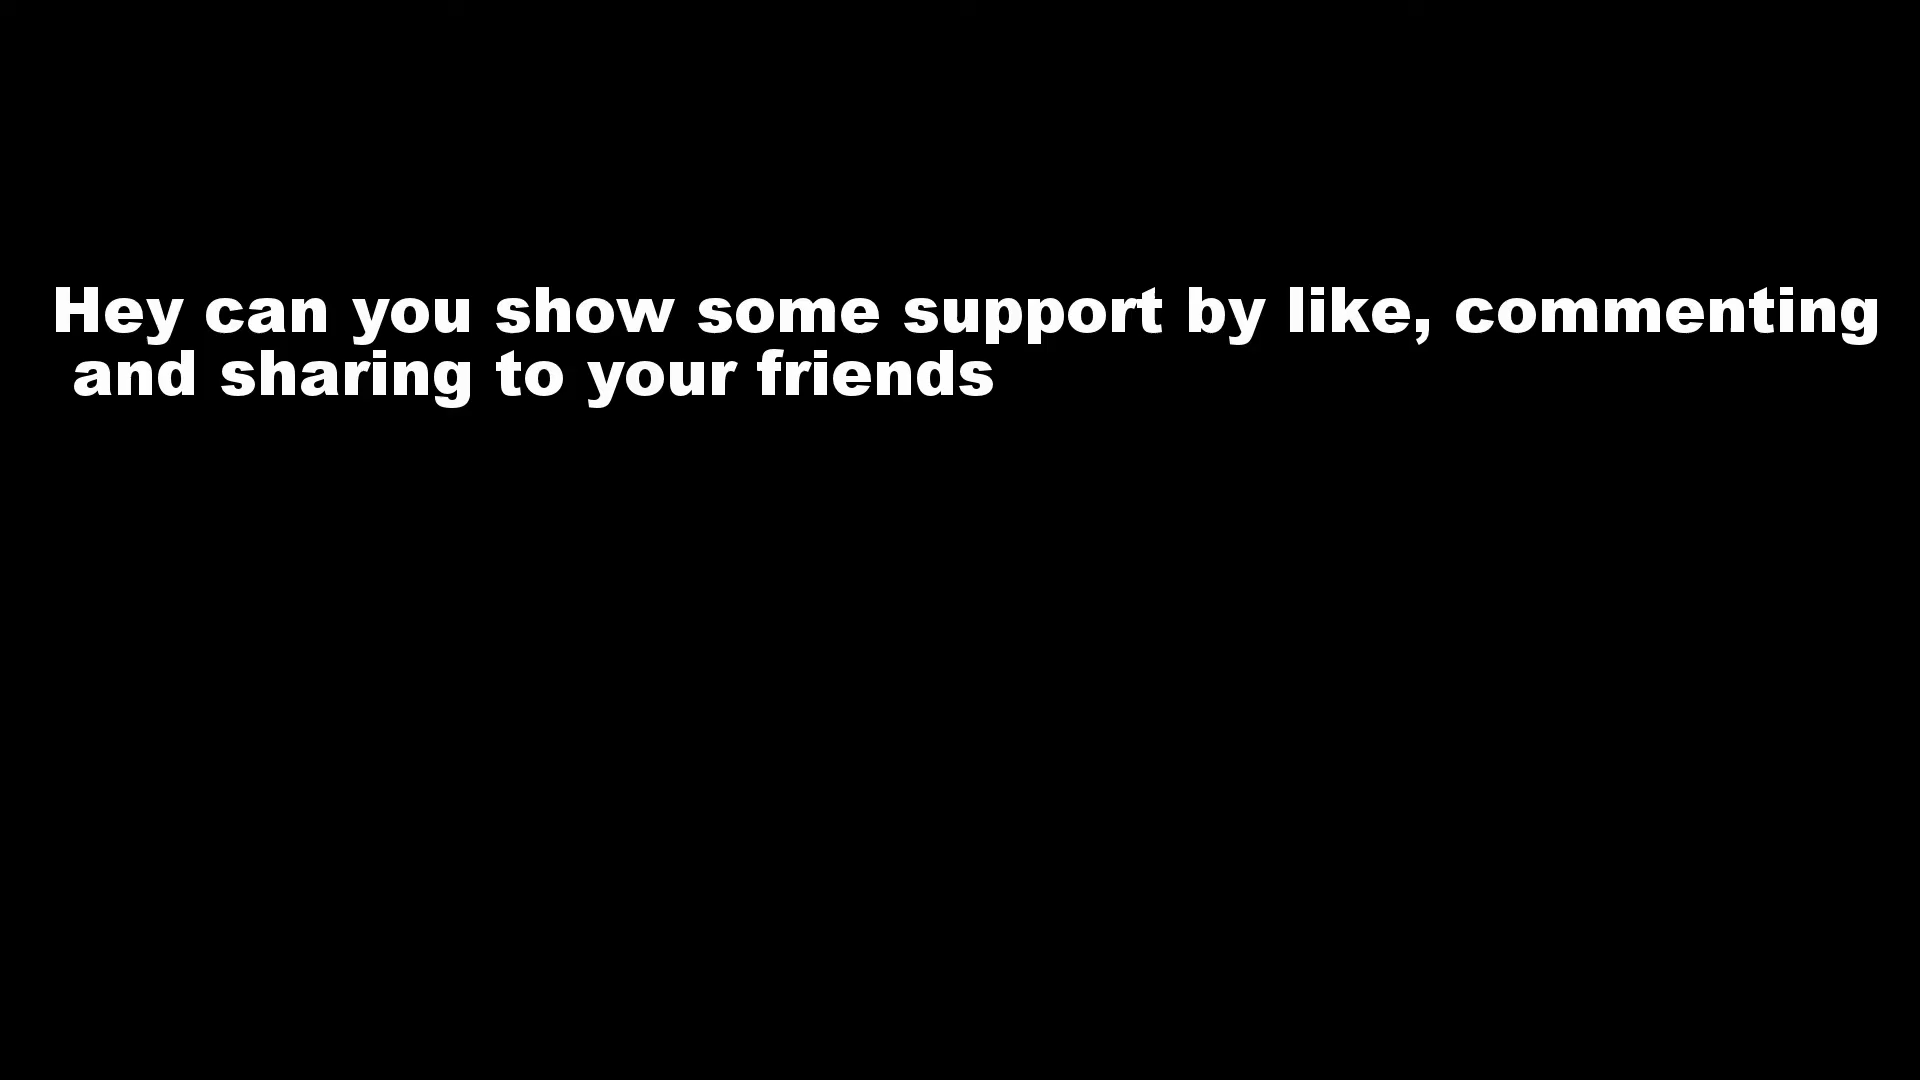 Hey can you show some support by like, commenting
and sharing to your friends